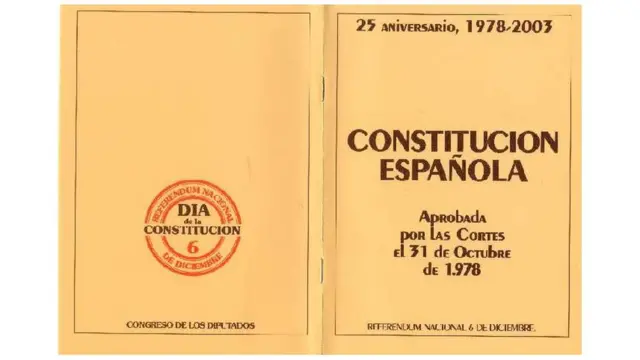 REFERENDUM NACIONAL
DIA
de la
CONSTITUCION
6
DE DICIEMBRE
CONGRESO DE LOS DIPUTADOS
25 ANIVERSARIO, 1978-2003
CONSTITUCION
ESPAÑOLA
APROBADA
POR LAS CORTES
el 31 de OCTUBRE
de 1.978
REFERENDUM NACIONAL 6 DE DICIEMBRE.